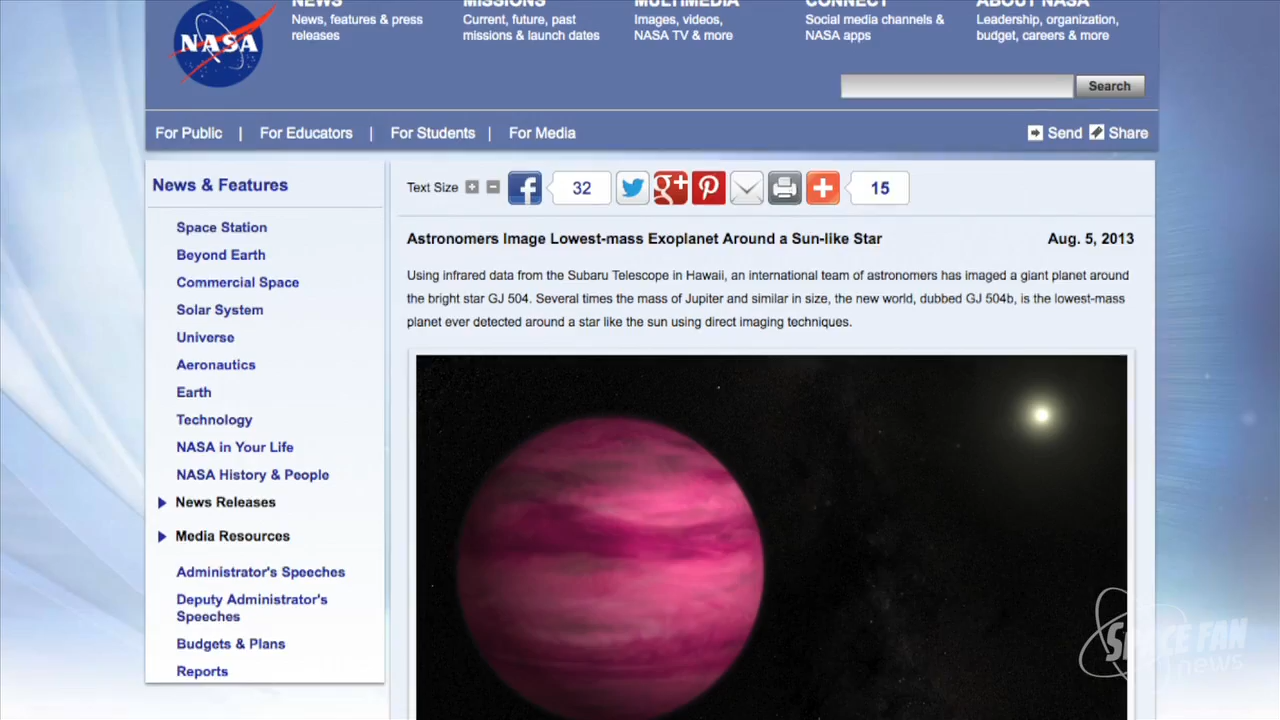 NEWS
MISSIONS
MULTIMEDIA
CONNECT
ABOUT NASA
News, features & press
releases
Current, future, past
missions & launch dates
Images, videos,
NASA TV & more
Social media channels &
NASA apps
Leadership, organization,
budget, careers & more
NASA
Search
For Public | For Educators | For Students | For Media
Send Share
News & Features
Space Station
Beyond Earth
Commercial Space
Solar System
Universe
Aeronautics
Earth
Technology
NASA in Your Life
NASA History & People
News Releases
Media Resources
Administrator's Speeches
Deputy Administrator's
Speeches
Budgets & Plans
Reports
Text Size + - f 32 g+ + 15
Astronomers Image Lowest-mass Exoplanet Around a Sun-like Star Aug. 5, 2013
Using infrared data from the Subaru Telescope in Hawaii, an international team of astronomers has imaged a giant planet around
the bright star GJ 504. Several times the mass of Jupiter and similar in size, the new world, dubbed GJ 504b, is the lowest-mass
planet ever detected around a star like the sun using direct imaging techniques.
SPACE FAN
news